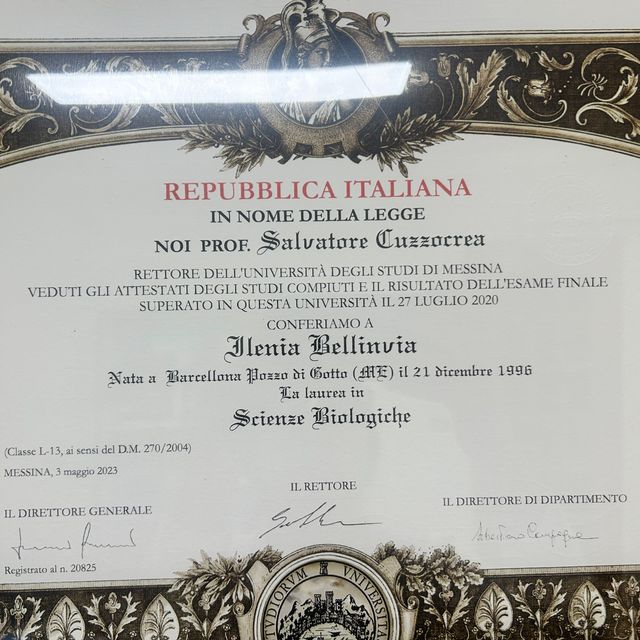 REPUBBLICA ITALIANA
IN NOME DELLA LEGGE
NOI PROF. Salvatore Cuzzocrea
RETTORE DELL'UNIVERSITÀ DEGLI STUDI DI MESSINA
VEDUTI GLI ATTESTATI DEGLI STUDI COMPIUTI E IL RISULTATO DELL'ESAME FINALE
SUPERATO IN QUESTA UNIVERSITÀ IL 27 LUGLIO 2020
CONFERIAMO A
Ilenia Bellinvia
Nata a Barcellona Pozzo di Gotto (ME) il 21 dicembre 1996
La laurea in
Scienze Biologiche
(Classe L-13, ai sensi del D.M. 270/2004)
MESSINA, 3 maggio 2023
IL RETTORE
IL DIRETTORE GENERALE
IL DIRETTORE DI DIPARTIMENTO
Registrato al n. 20825
STUDIORVM UNIVERSITA